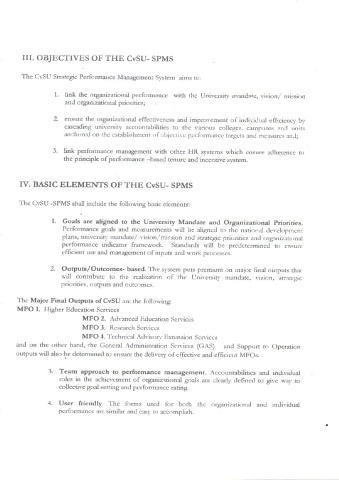 III. OBJECTIVES OF THE CvSU- SPMS
The CvSU Strategic Performance Management System aims to:
1. link the organizational performance with the University mandate, vision/ mission
and organizational priorities;
2. ensure the organizational effectiveness and improvement of individual efficiency by
cascading university accountabilities to the various colleges, campuses and units
anchored on the establishment of objective performance targets and measures and;
3. link performance management with other HR systems which ensure adherence to
the principle of performance –based tenure and incentive system.
IV. BASIC ELEMENTS OF THE CvSU- SPMS
The CvSU -SPMS shall include the following basic elements:
1. Goals are aligned to the University Mandate and Organizational Priorities.
Performance goals and measurements will be aligned to the national development
plans, university mandate/ vision/mission and strategic priorities and organizational
performance indicator framework. Standards will be predetermined to ensure
efficient use and management of inputs and work processes.
2. Outputs/Outcomes- based. The system puts premium on major final outputs that
will contribute to the realization of the University mandate, vision, strategic
priorities, outputs and outcomes.
The Major Final Outputs of CvSU are the following:
MFO 1. Higher Education Services
MFO 2. Advanced Education Services
MFO 3. Research Services
MFO 4. Technical Advisory Extension Services
and on the other hand, the General Administration Services (GAS) and Support to Operation
outputs will also be determined to ensure the delivery of effective and efficient MFOs.
3. Team approach to performance management. Accountabilities and individual
roles in the achievement of organizational goals are clearly defined to give way to
collective goal setting and performance rating.
4. User friendly. The forms used for both the organizational and individual
performance are similar and easy to accomplish.